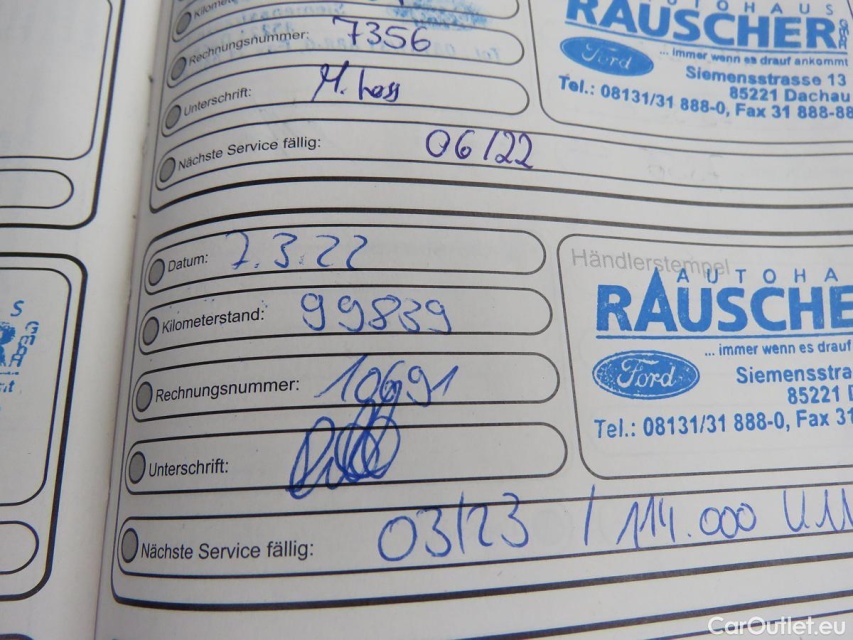 AUTOHAUS
RAUSCHER GMBH
... immer wenn es drauf ankommt
Ford
Siemensstrasse 13
85221 Dachau
Tel.: 08131/31 888-0, Fax 31 888-88
Rechnungsnummer: 7356
Unterschrift:
Nächste Service fällig: 06/22
Datum: 7.3.22
Kilometerstand: 99839
Rechnungsnummer: 10691
Unterschrift:
Nächste Service fällig: 03/23 / 114.000
Händlerstempel
AUTOHA
RAUSCHE
... immer wenn es drauf
Ford
Siemensstra
85221
Tel.: 08131/31 888-0, Fax 31
CarOutlet.eu